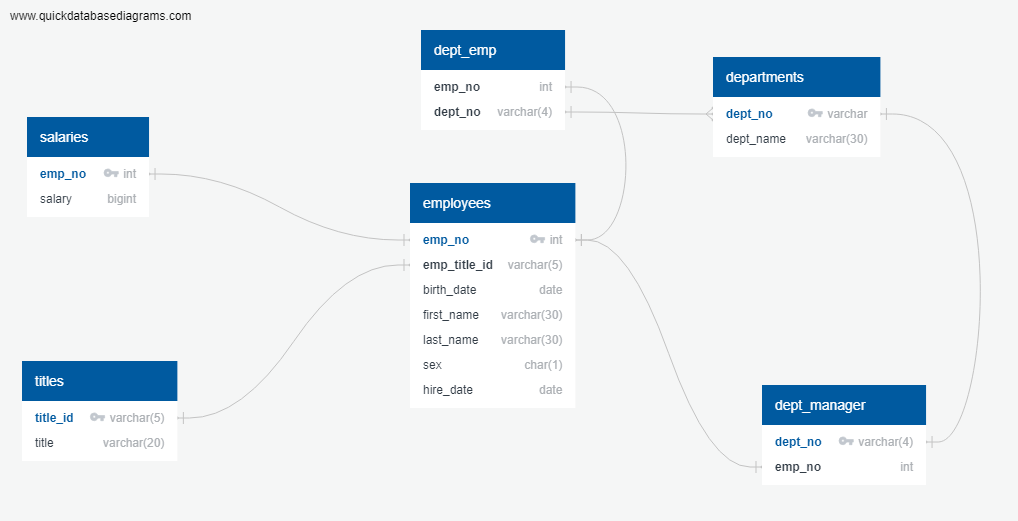 www.quickdatabasediagrams.com
dept_emp
emp_no int
dept_no varchar(4)
departments
dept_no varchar
dept_name varchar(30)
salaries
emp_no int
salary bigint
employees
emp_no int
emp_title_id varchar(5)
birth_date date
first_name varchar(30)
last_name varchar(30)
sex char(1)
hire_date date
titles
title_id varchar(5)
title varchar(20)
dept_manager
dept_no varchar(4)
emp_no int